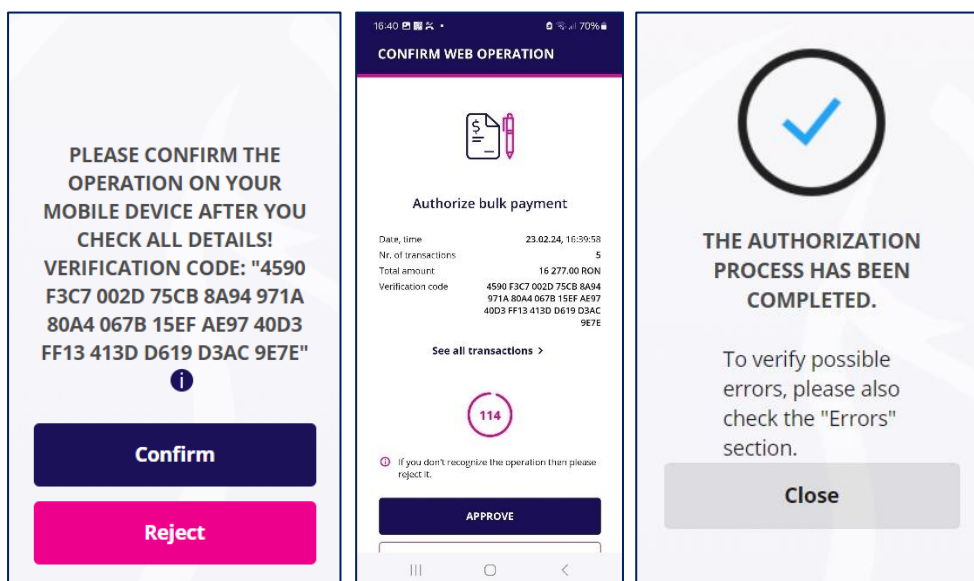 PLEASE CONFIRM THE
OPERATION ON YOUR
MOBILE DEVICE AFTER YOU
CHECK ALL DETAILS!
VERIFICATION CODE: "4590
F3C7 002D 75CB 8A94 971A
80A4 067B 15EF AE97 40D3
FF13 413D D619 D3AC 9E7E"
i
Confirm
Reject
16:40
70%
CONFIRM WEB OPERATION
$
Authorize bulk payment
Date, time 23.02.24, 16:39:58
Nr. of transactions 5
Total amount 16 277.00 RON
Verification code 4590 F3C7 002D 75CB 8A94
971A 80A4 067B 15EF AE97
40D3 FF13 413D D619 D3AC
9E7E
See all transactions >
114
If you don't recognize the operation then please
reject it.
APPROVE
THE AUTHORIZATION
PROCESS HAS BEEN
COMPLETED.
To verify possible
errors, please also
check the "Errors"
section.
Close